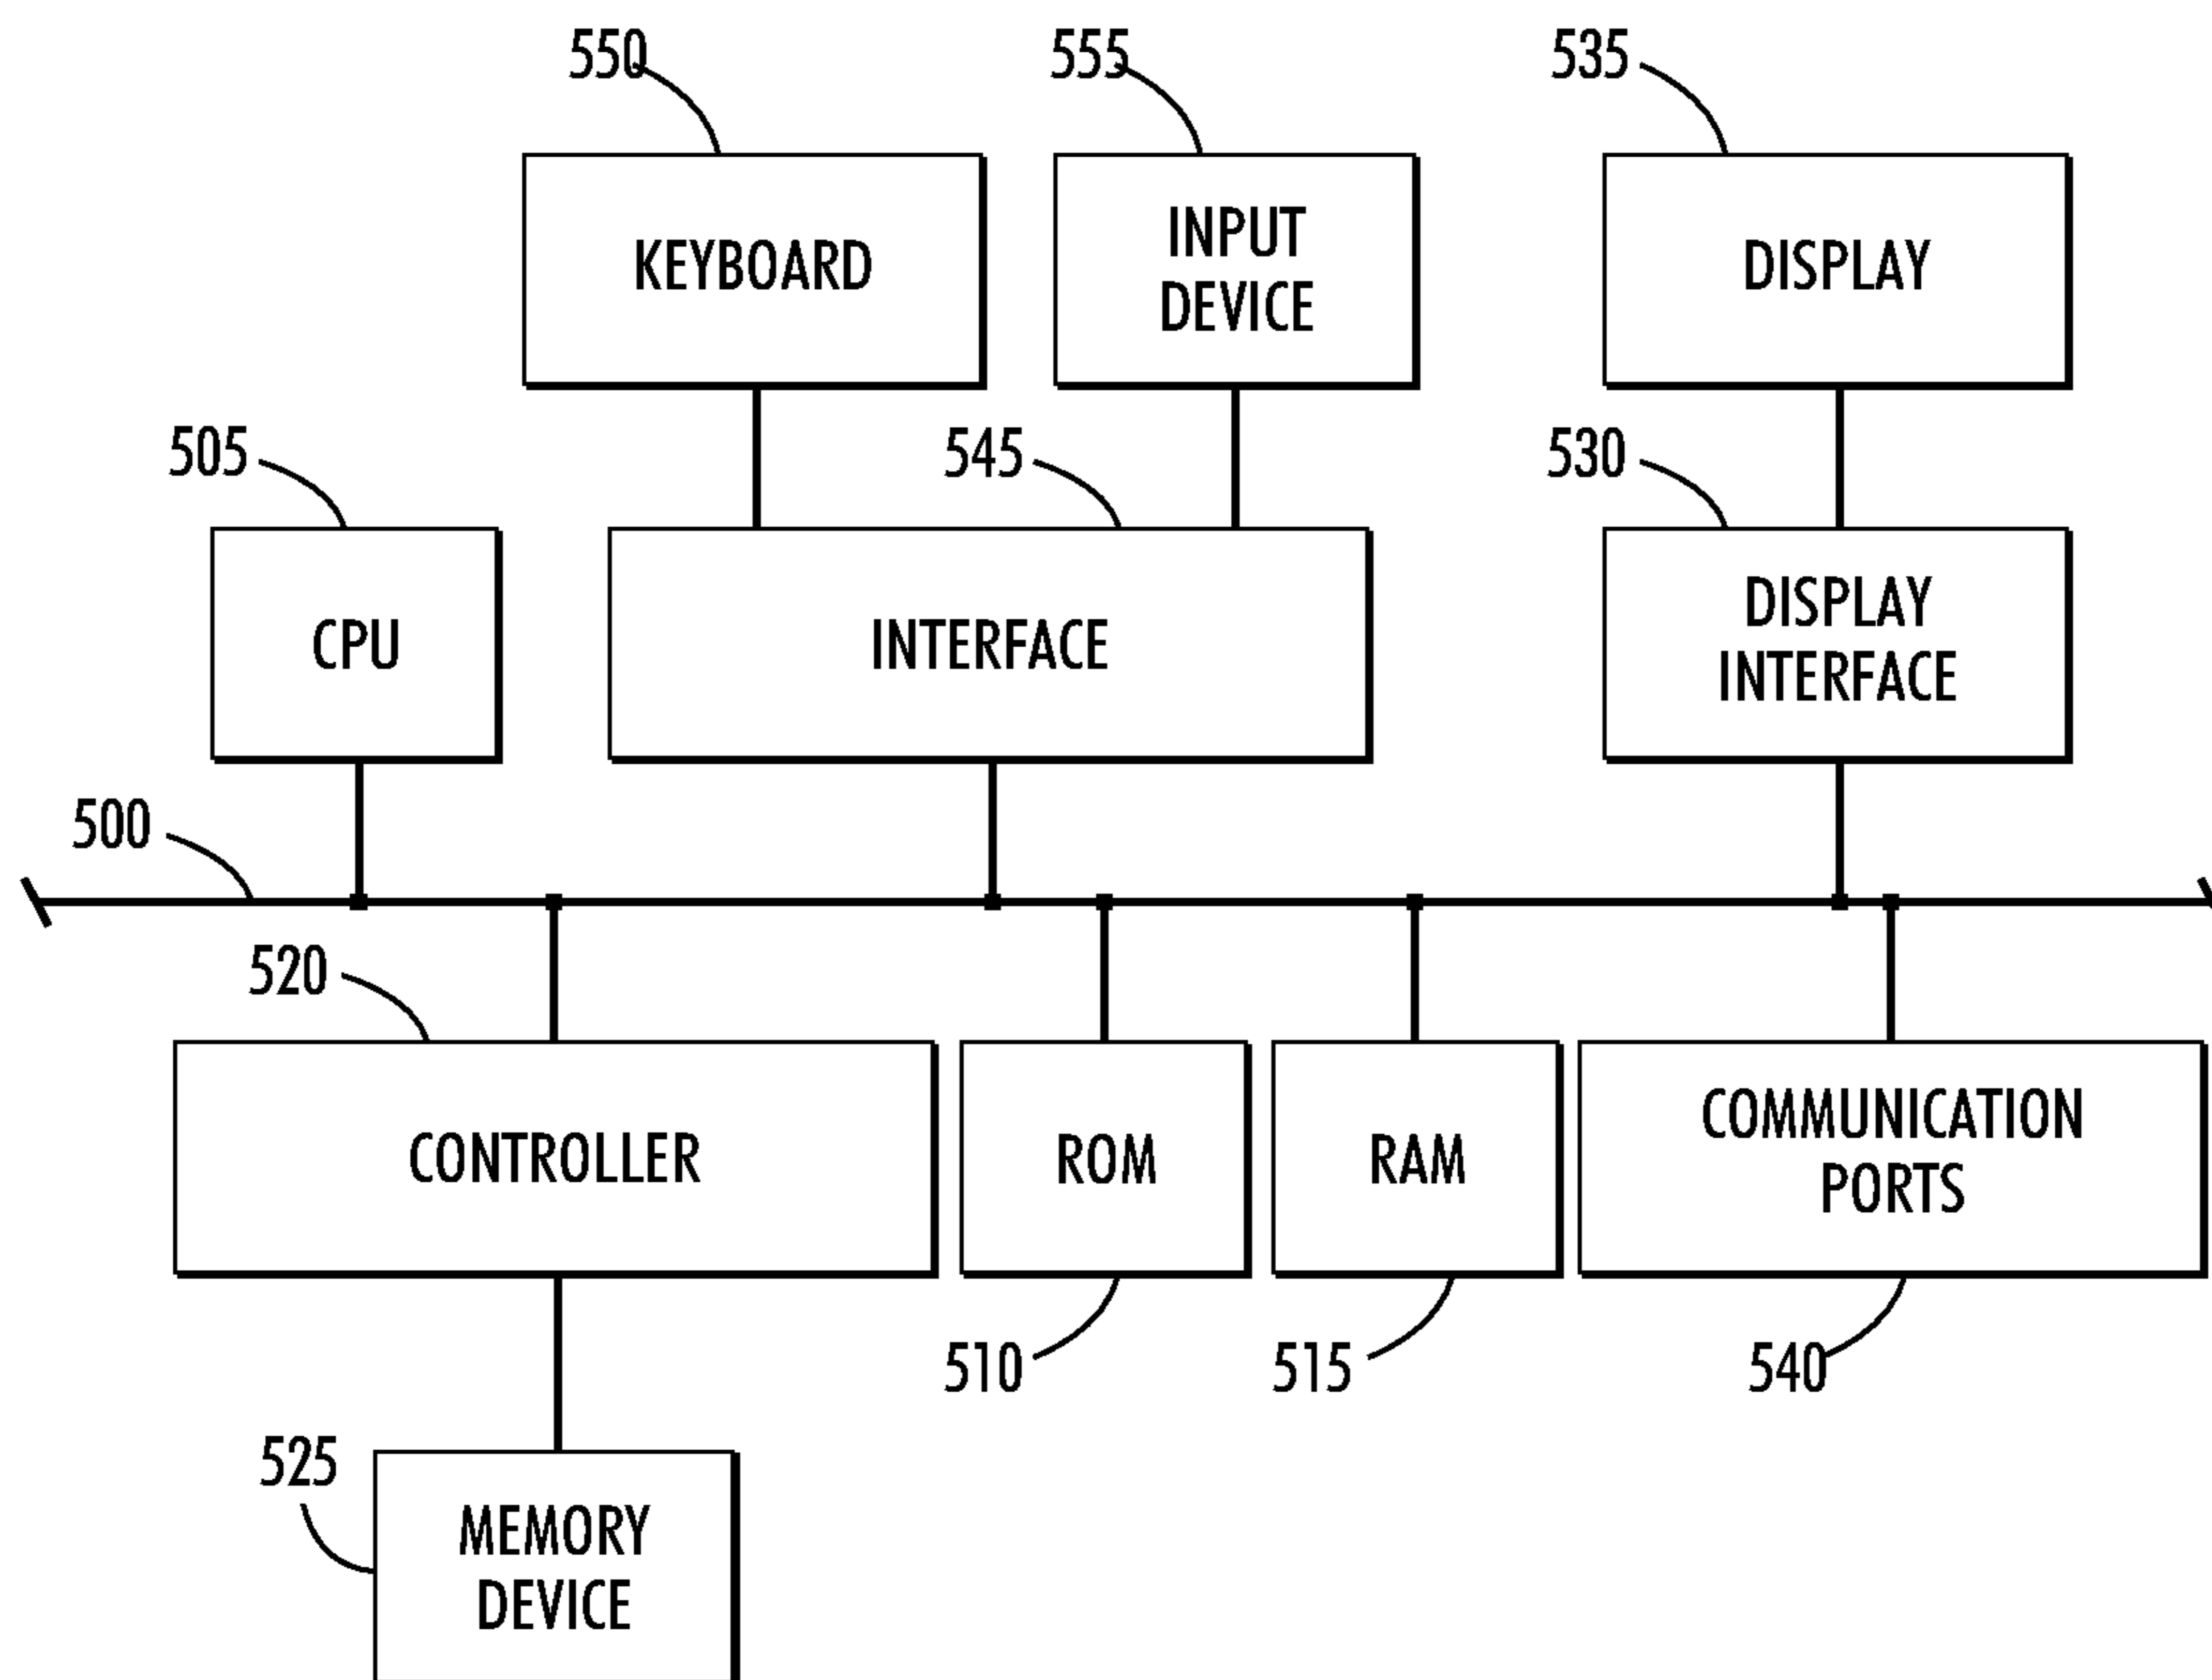 550
555
535
KEYBOARD
INPUT
DEVICE
DISPLAY
505
545
530
CPU
INTERFACE
DISPLAY
INTERFACE
500
520
CONTROLLER
ROM
RAM
COMMUNICATION
PORTS
510
515
540
525
MEMORY
DEVICE